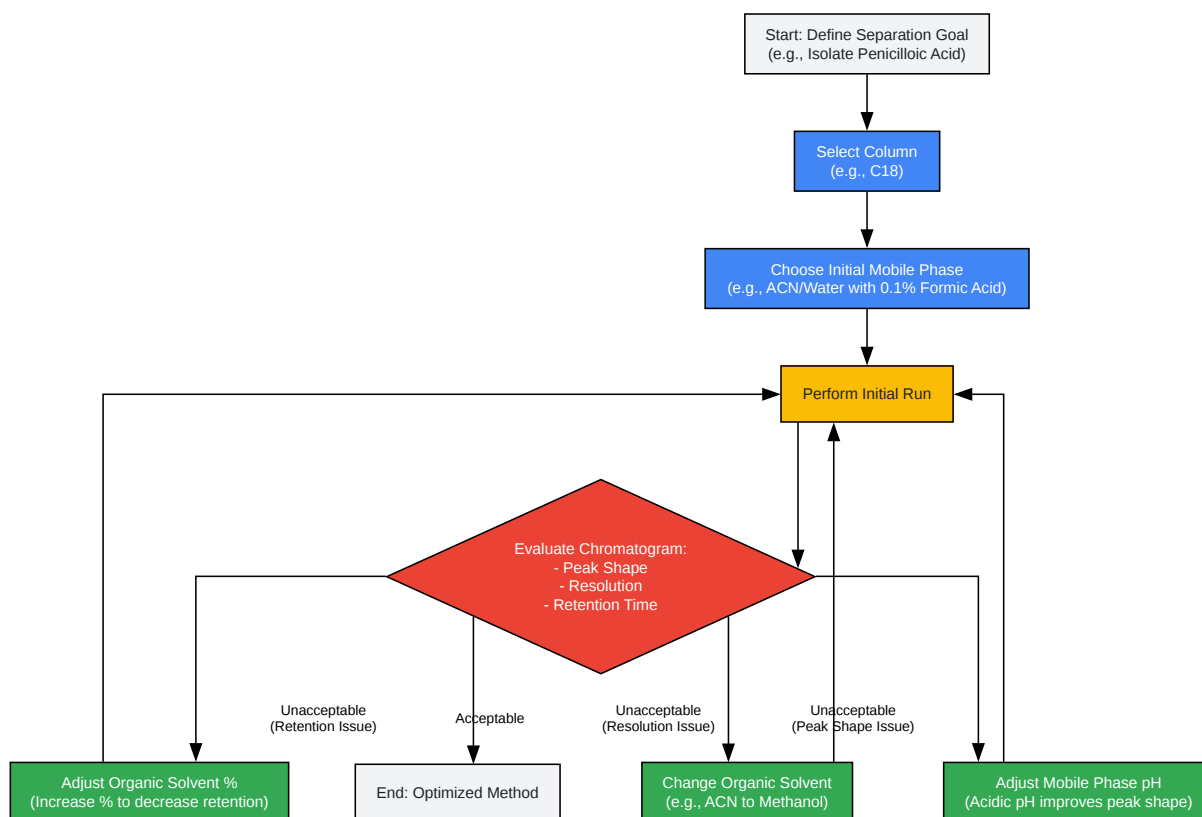 Start: Define Separation Goal
(e.g., Isolate Penicilloic Acid)
Select Column
(e.g., C18)
Choose Initial Mobile Phase
(e.g., ACN/Water with 0.1% Formic Acid)
Perform Initial Run
Evaluate Chromatogram:
- Peak Shape
- Resolution
- Retention Time
Unacceptable
(Retention Issue)
Acceptable
Unacceptable
(Resolution Issue)
Unacceptable
(Peak Shape Issue)
Adjust Organic Solvent %
(Increase % to decrease retention)
End: Optimized Method
Change Organic Solvent
(e.g., ACN to Methanol)
Adjust Mobile Phase pH
(Acidic pH improves peak shape)